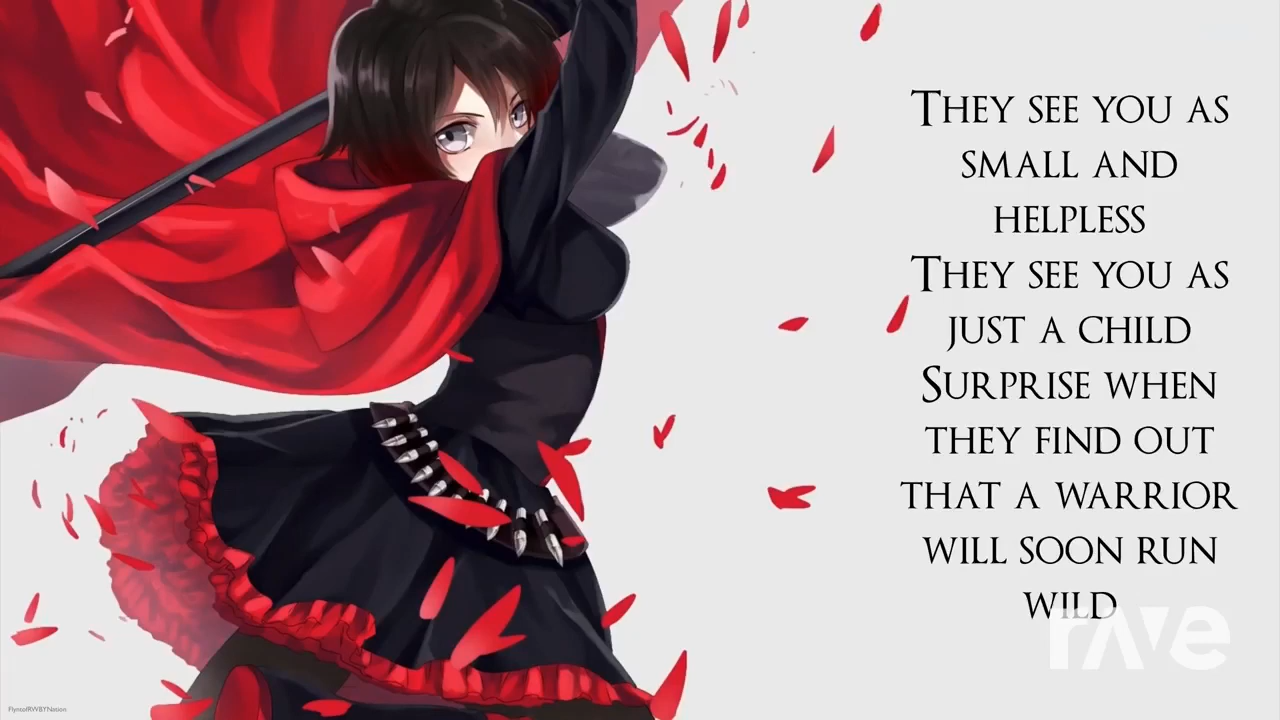 THEY SEE YOU AS
SMALL AND
HELPLESS
THEY SEE YOU AS
JUST A CHILD
SURPRISE WHEN
THEY FIND OUT
THAT A WARRIOR
WILL SOON RUN
WILD
rave
FlyntofRWBYNation